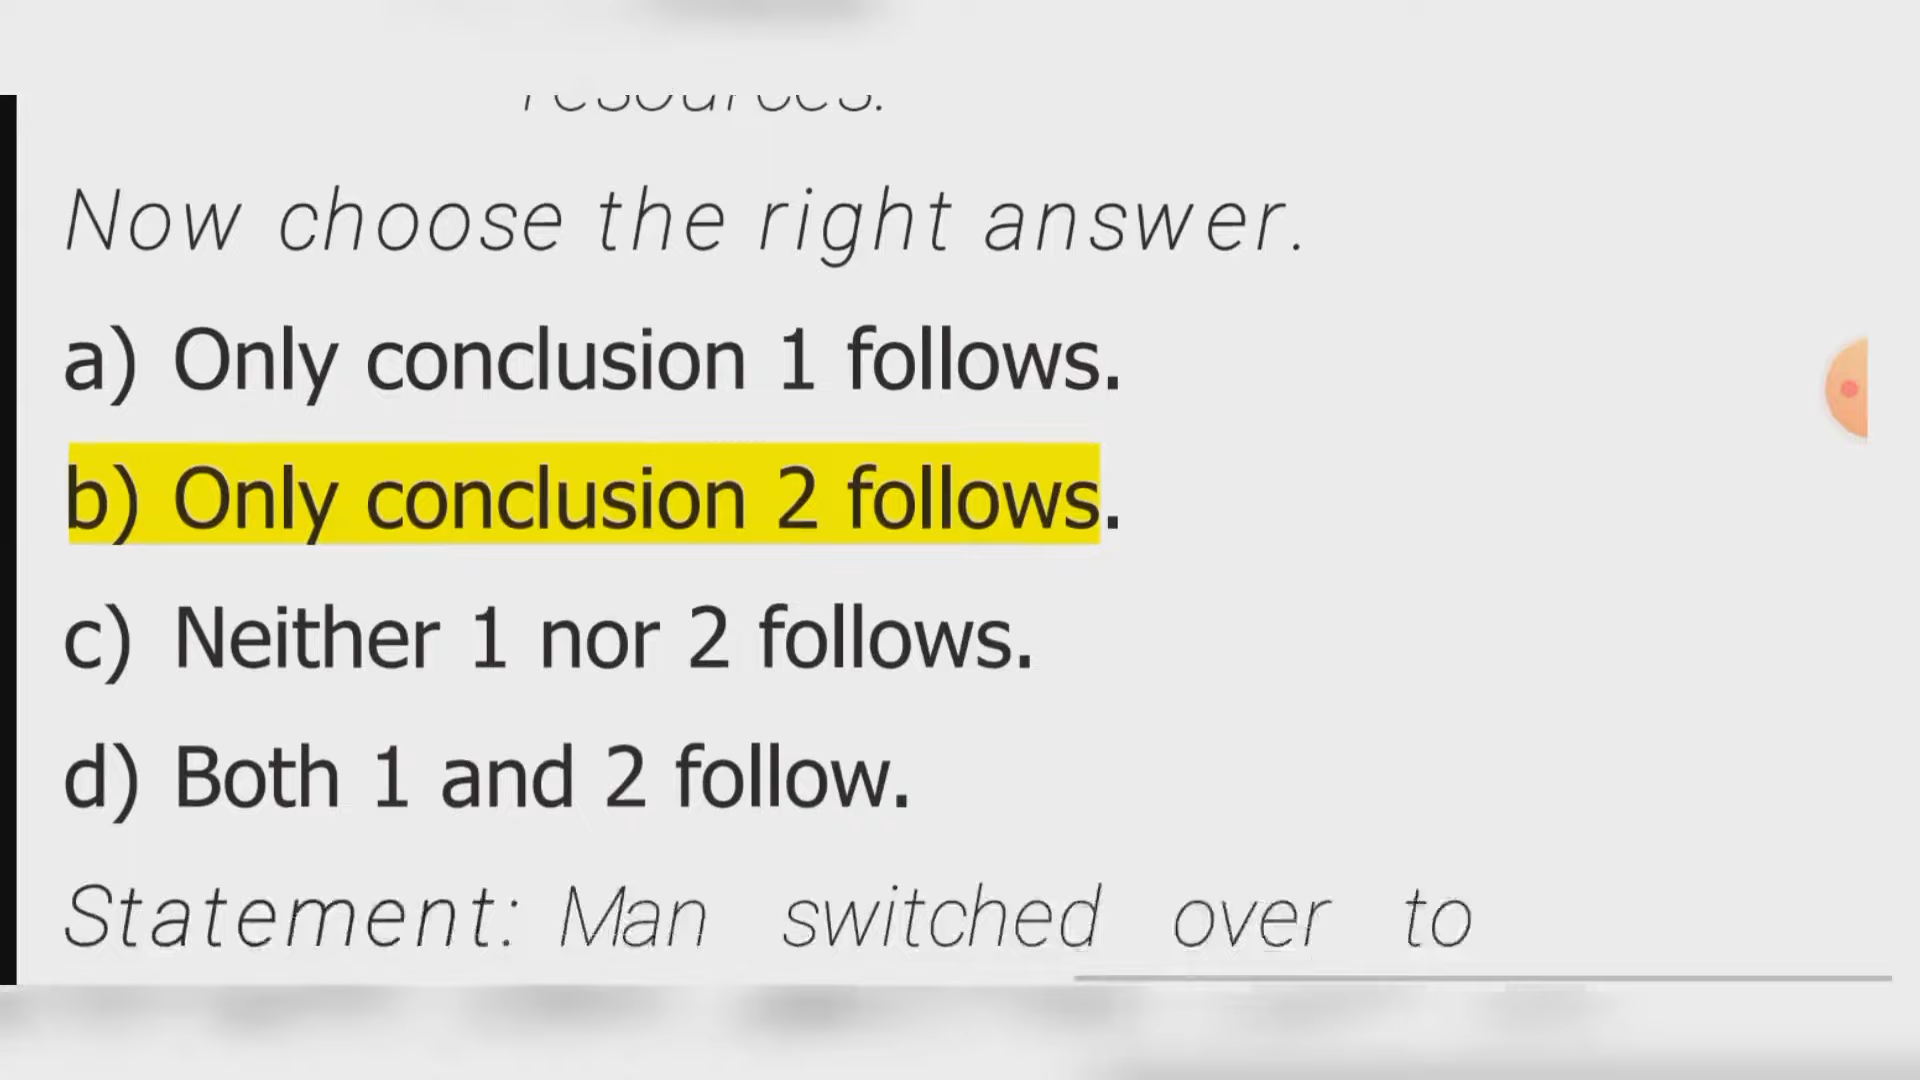 resources.
Now choose the right answer.
a) Only conclusion 1 follows.
b) Only conclusion 2 follows.
c) Neither 1 nor 2 follows.
d) Both 1 and 2 follow.
Statement: Man switched over to